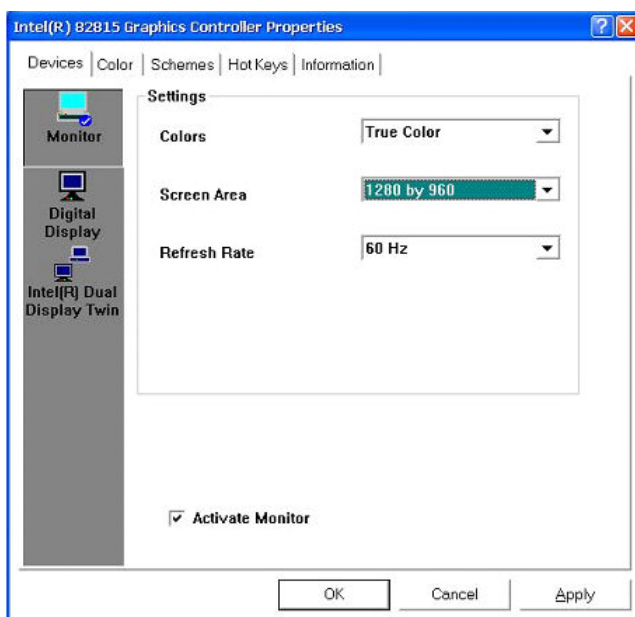 Intel(R) 82815 Graphics Controller Properties
Devices Color Schemes Hot Keys Information
Settings
Monitor
Colors True Color
Screen Area 1280 by 960
Digital
Display
Refresh Rate 60 Hz
Intel(R) Dual
Display Twin
Activate Monitor
OK Cancel Apply